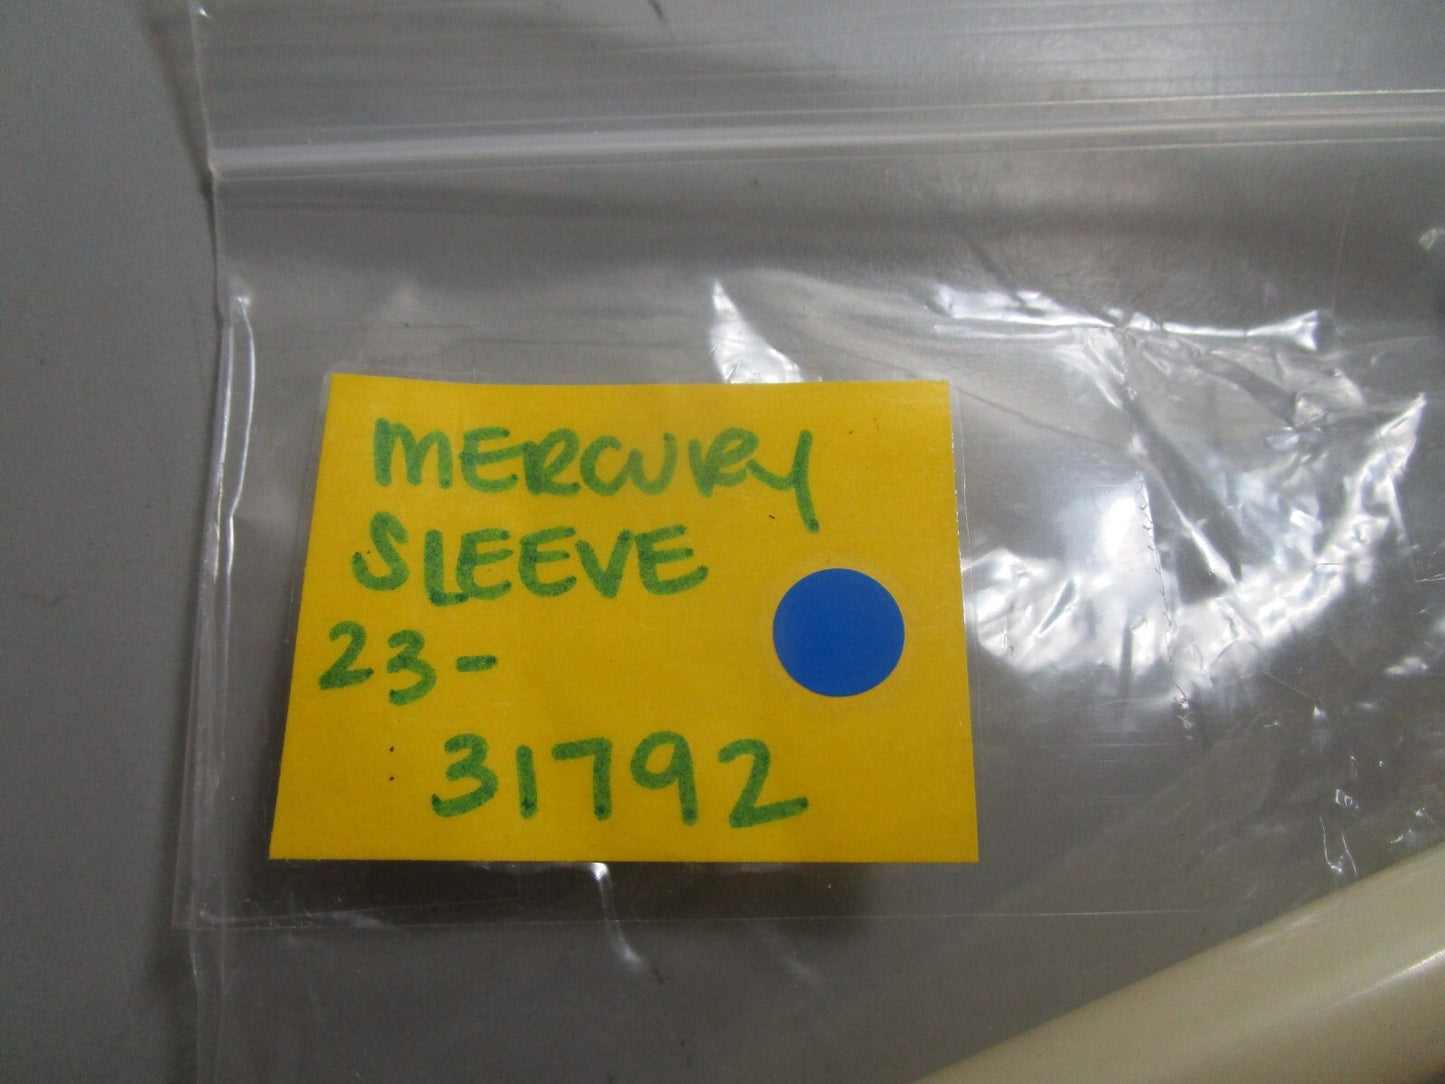 MERCURY
SLEEVE
23-
31792